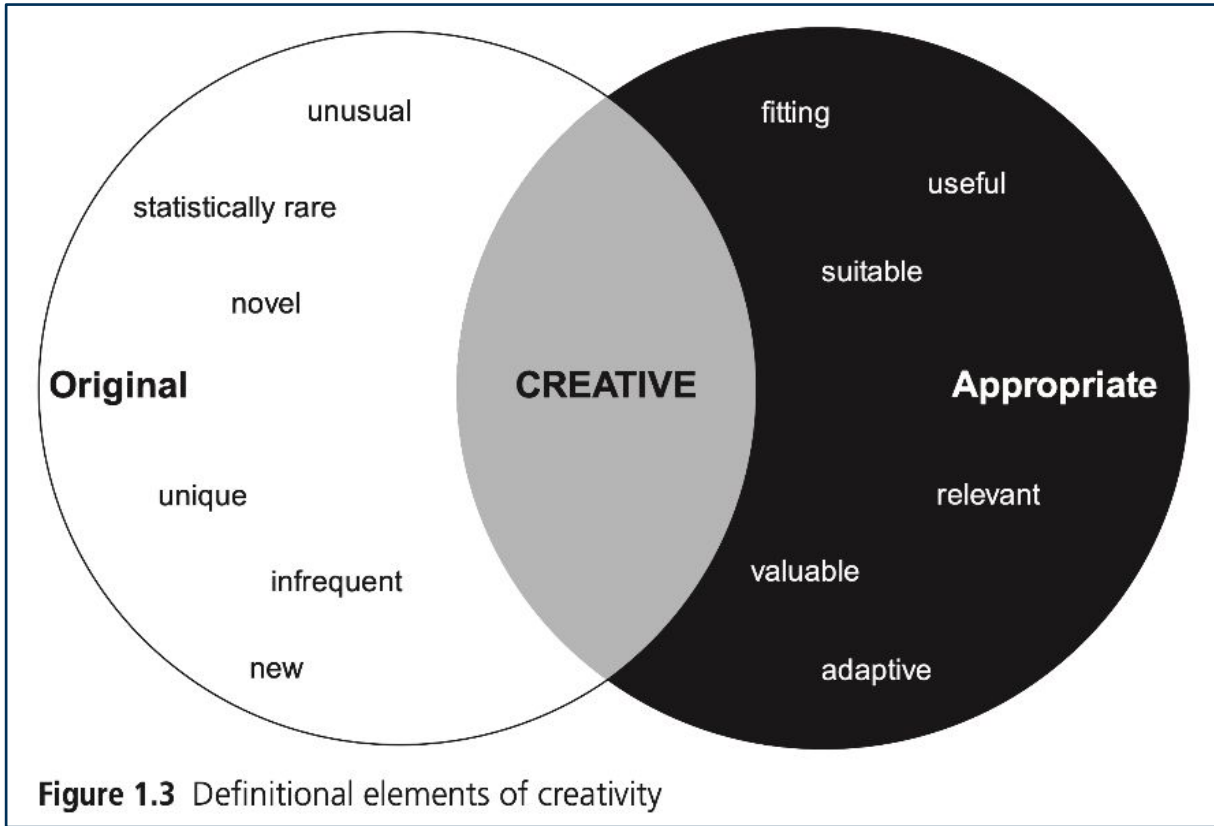 unusual
fitting
useful
statistically rare
suitable
novel
Original
CREATIVE
Appropriate
unique
relevant
infrequent
valuable
new
adaptive
Figure 1.3 Definitional elements of creativity